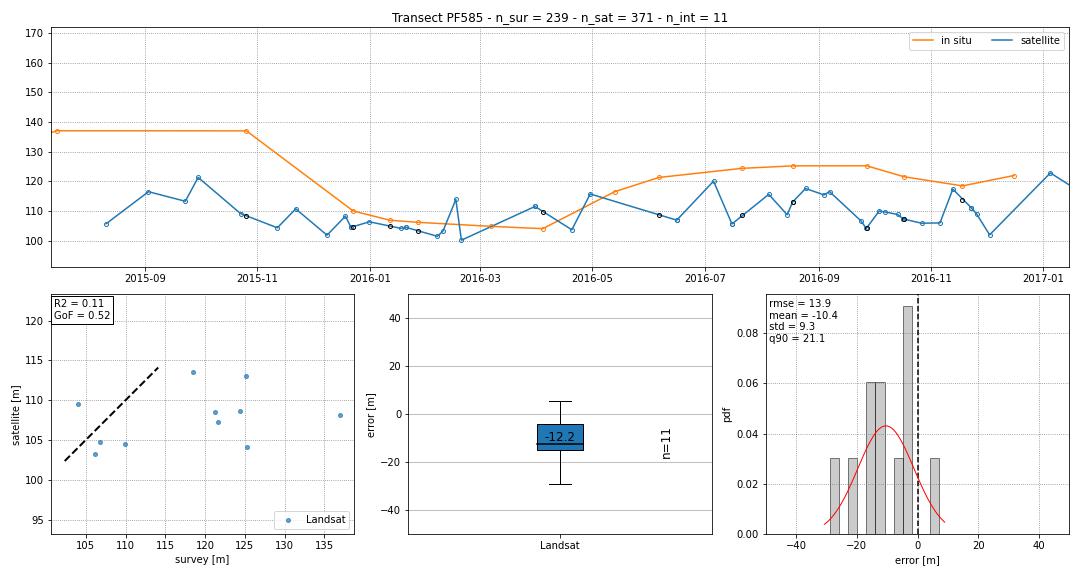 Transect PF585 - n_sur = 239 - n_sat = 371 - n_int = 11
170
160
150
140
130
120
110
100
in situ
satellite
2015-09
2015-11
2016-01
2016-03
2016-05
2016-07
2016-09
2016-11
2017-01
R2 = 0.11
GoF = 0.52
satellite [m]
120
115
110
105
100
95
Landsat
105
110
115
120
125
130
135
survey [m]
error [m]
40
20
0
−20
−40
-12.2
n=11
Landsat
rmse = 13.9
mean = -10.4
std = 9.3
q90 = 21.1
pdf
0.08
0.06
0.04
0.02
0.00
−40
−20
0
20
40
error [m]